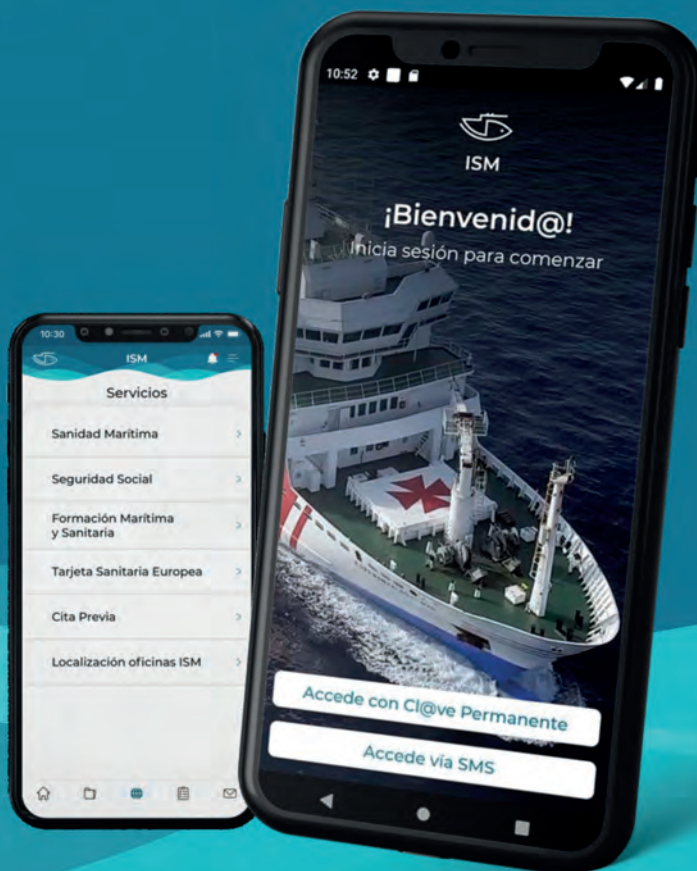 10:52
ISM
¡Bienvenid@!
Inicia sesión para comenzar
Accede con Cl@ve Permanente
Accede vía SMS
10:30
ISM
Servicios
Sanidad Marítima
Seguridad Social
Formación Marítima
y Sanitaria
Tarjeta Sanitaria Europea
Cita Previa
Localización oficinas ISM